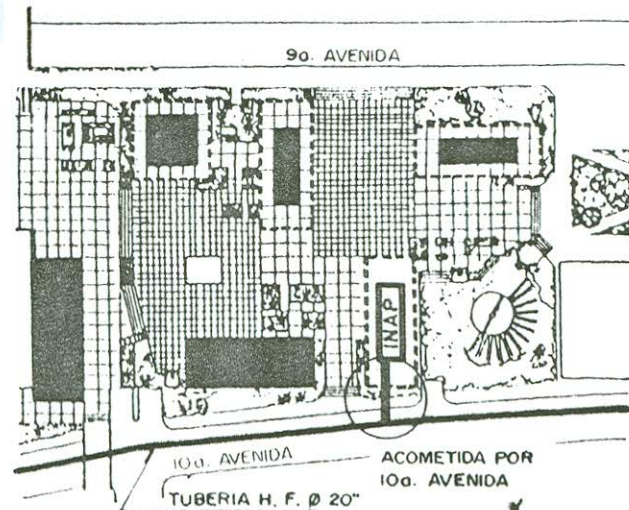 9a. AVENIDA
INAP
10a. AVENIDA
ACOMETIDA POR
10a. AVENIDA
TUBERIA H. F. Ø 20"